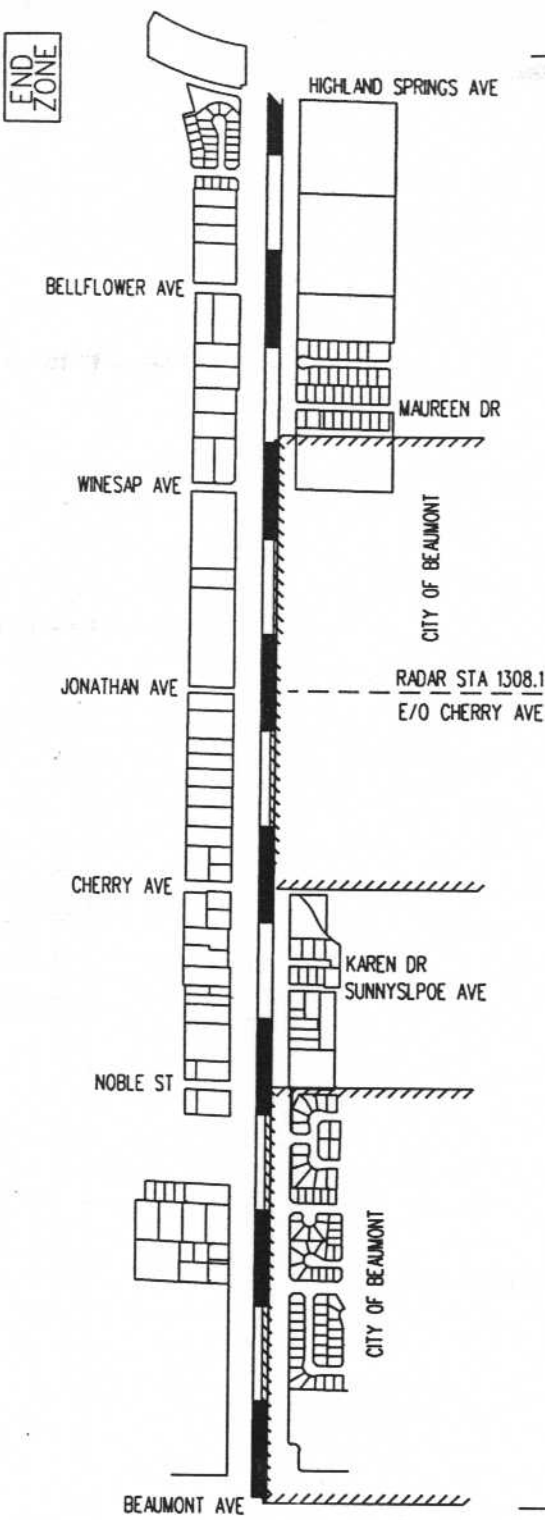 END
ZONE
HIGHLAND SPRINGS AVE
BELLFLOWER AVE
MAUREEN DR
WINESAP AVE
CITY OF BEAUMONT
JONATHAN AVE
RADAR STA 1308.1
E/O CHERRY AVE
CHERRY AVE
KAREN DR
SUNNYSLPOE AVE
NOBLE ST
CITY OF BEAUMONT
BEAUMONT AVE